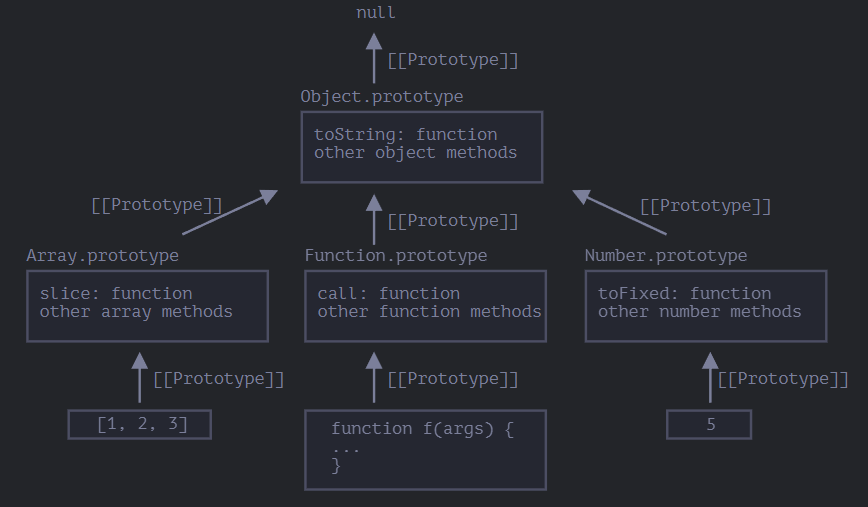 null
[[Prototype]]
Object.prototype
toString: function
other object methods
[[Prototype]]
[[Prototype]]
[[Prototype]]
Array.prototype
slice: function
other array methods
Function.prototype
call: function
other function methods
Number.prototype
toFixed: function
other number methods
[[Prototype]]
[[Prototype]]
[[Prototype]]
[1, 2, 3]
function f(args) {
...
}
5